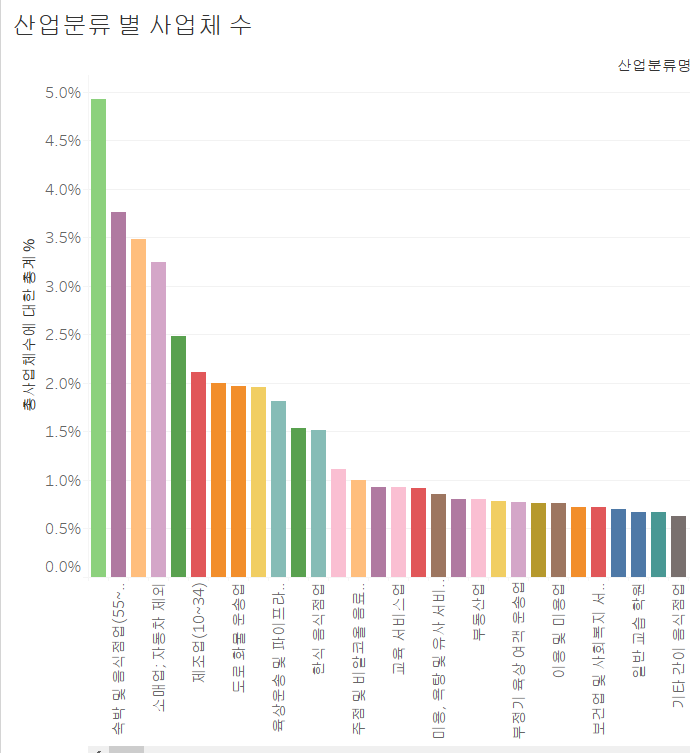 산업분류 별 사업체 수
산업분류명
총사업체수에 대한 총계 %
5.0%
4.5%
4.0%
3.5%
3.0%
2.5%
2.0%
1.5%
1.0%
0.5%
0.0%
숙박 및 음식점업(55~..
소매업; 자동차 제외
제조업(10~34)
도로 화물 운송업
육상운송 및 파이프라..
한식 음식점업
주점 및 비알코올 음료..
교육 서비스업
미용, 욕탕 및 유사 서비..
부동산업
부정기 육상 여객 운송업
이용 및 미용업
보건업 및 사회복지 서..
일반 교습 학원
기타 간이 음식점업